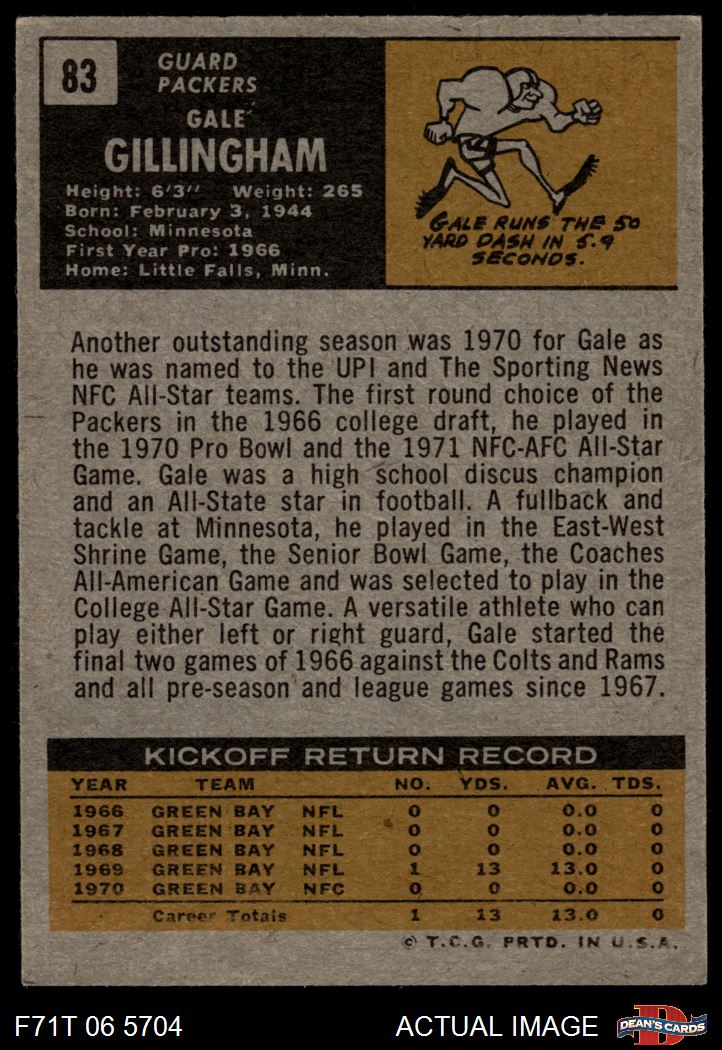 83
GUARD
PACKERS
GALE
GILLINGHAM
Height: 6'3" Weight: 265
Born: February 3, 1944
School: Minnesota
First Year Pro: 1966
Home: Little Falls, Minn.
GALE RUNS THE 50
YARD DASH IN 5.9
SECONDS.
Another outstanding season was 1970 for Gale as
he was named to the UPI and The Sporting News
NFC All-Star teams. The first round choice of the
Packers in the 1966 college draft, he played in
the 1970 Pro Bowl and the 1971 NFC-AFC All-Star
Game. Gale was a high school discus champion
and an All-State star in football. A fullback and
tackle at Minnesota, he played in the East-West
Shrine Game, the Senior Bowl Game, the Coaches
All-American Game and was selected to play in the
College All-Star Game. A versatile athlete who can
play either left or right guard, Gale started the
final two games of 1966 against the Colts and Rams
and all pre-season and league games since 1967.
KICKOFF RETURN RECORD
YEAR TEAM NO. YDS. AVG. TDS.
1966 GREEN BAY NFL 0 0 0.0 0
1967 GREEN BAY NFL 0 0 0.0 0
1968 GREEN BAY NFL 0 0 0.0 0
1969 GREEN BAY NFL 1 13 13.0 0
1970 GREEN BAY NFC 0 0 0.0 0
Career Totals 1 13 13.0 0
© T.C.G. PRTD. IN U.S.A.
F71T 06 5704 ACTUAL IMAGE D DEAN'S CARDS